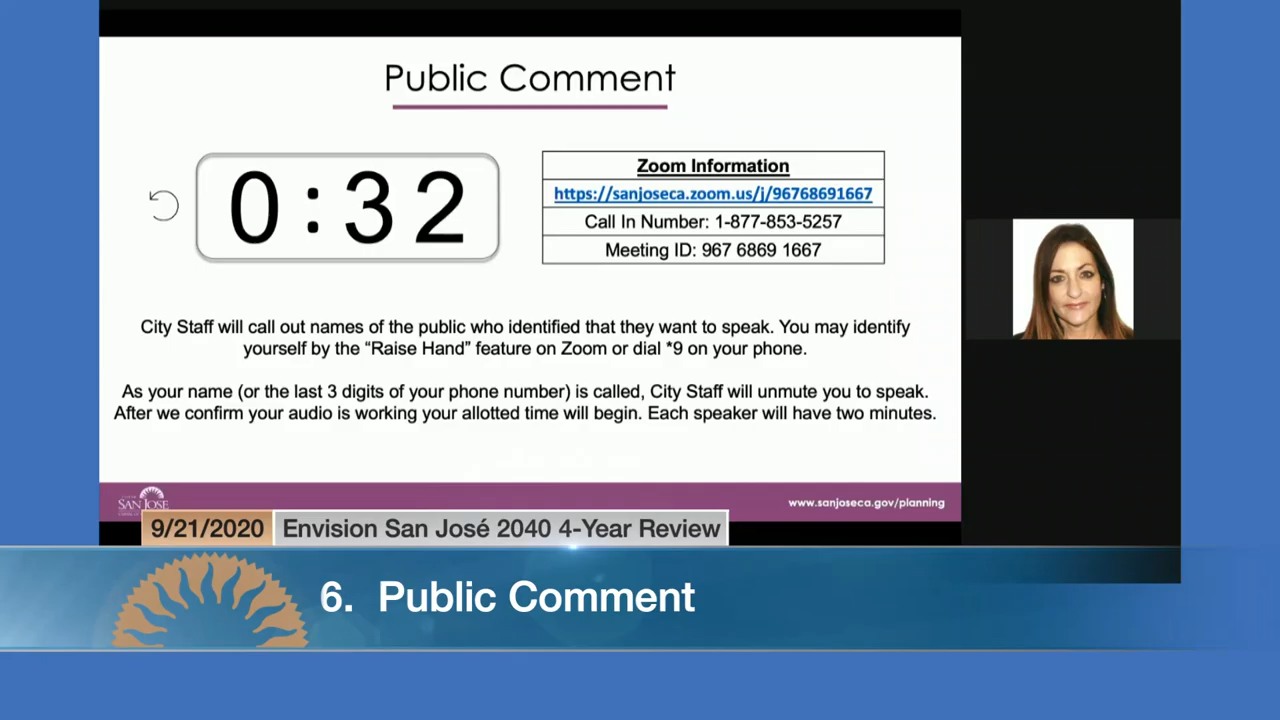 Public Comment
0:32
Zoom Information
https://sanjoseca.zoom.us/j/96768691667
Call In Number: 1-877-853-5257
Meeting ID: 967 6869 1667
City Staff will call out names of the public who identified that they want to speak. You may identify
yourself by the “Raise Hand” feature on Zoom or dial *9 on your phone.
As your name (or the last 3 digits of your phone number) is called, City Staff will unmute you to speak.
After we confirm your audio is working your allotted time will begin. Each speaker will have two minutes.
SAN JOSE
www.sanjoseca.gov/planning
9/21/2020 Envision San José 2040 4-Year Review
6. Public Comment